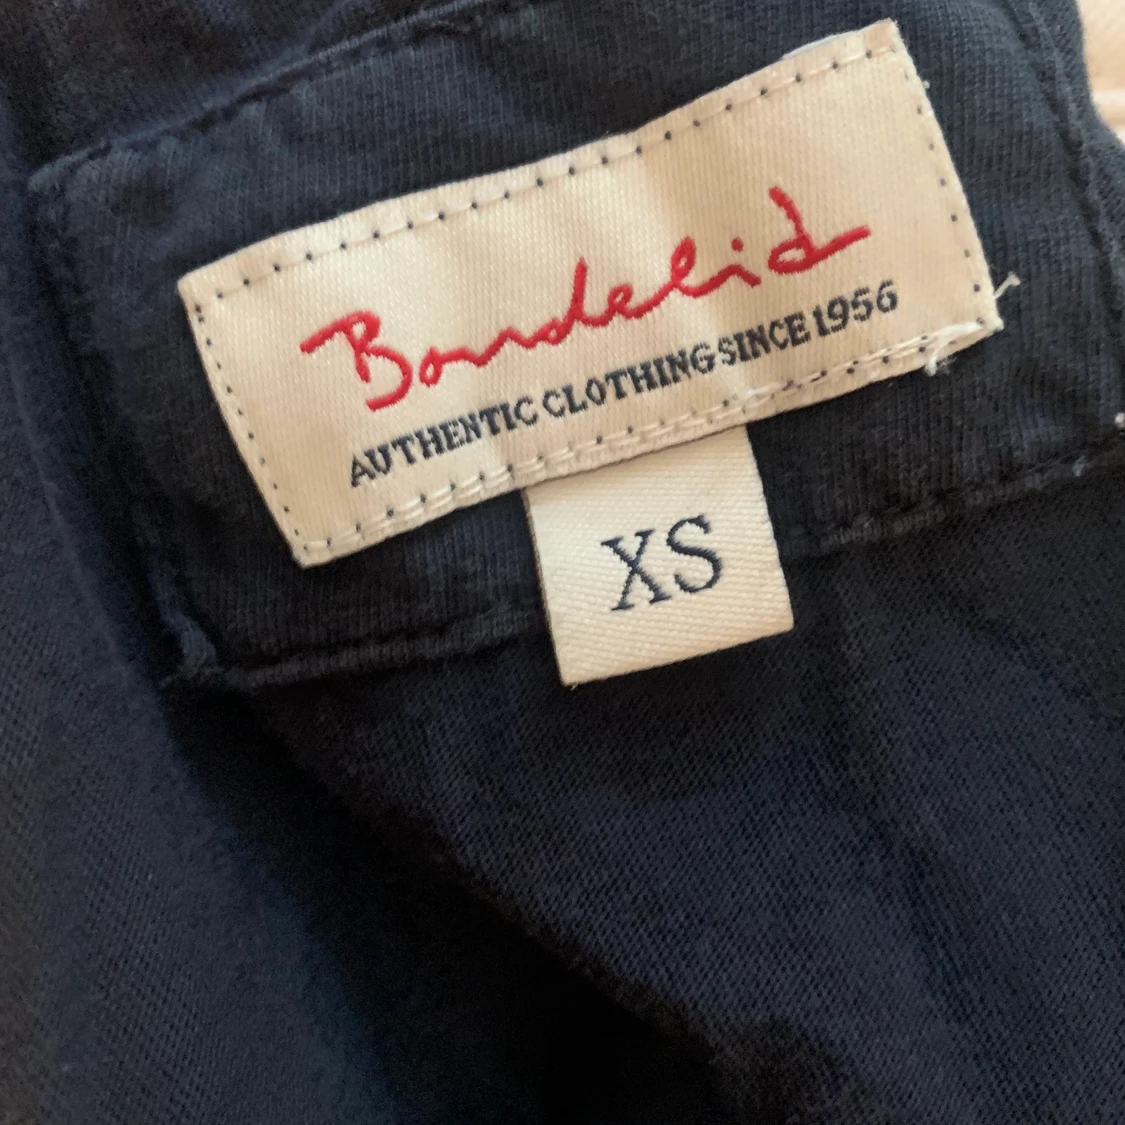 Bondelid
AUTHENTIC CLOTHING SINCE 1956
XS